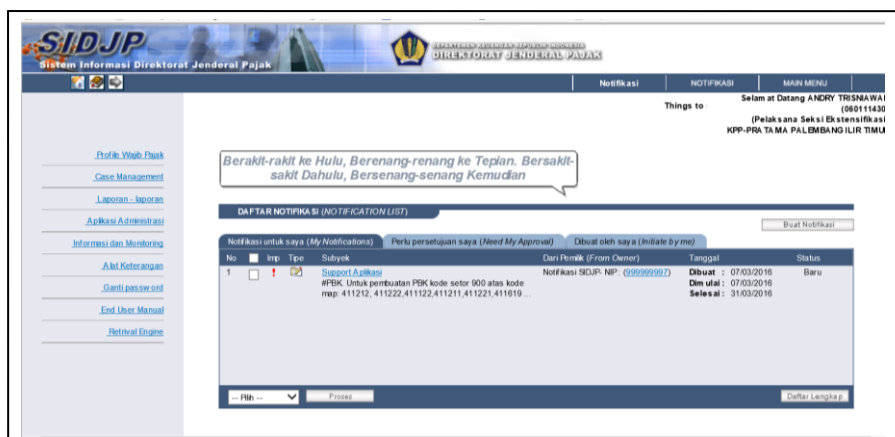 SIDJP
Sistem Informasi Direktorat Jenderal Pajak
DEPARTEMEN KEUANGAN REPUBLIK INDONESIA
DIREKTORAT JENDERAL PAJAK
Notifikasi NOTIFIKASI MAIN MENU
Things to
Selamat Datang ANDRY TRISNIAWAI
(060111430
(Pelaksana Seksi Ekstensifikasi
KPP-PRATAMA PALEMBANG ILIR TIMU
Profile Wajib Pajak
Case Management
Laporan - laporan
Aplikasi Administrasi
Informasi dan Monitoring
Alat Keterangan
Ganti password
End User Manual
Retrival Engine
Berakit-rakit ke Hulu, Berenang-renang ke Tepian. Bersakit-
sakit Dahulu, Bersenang-senang Kemudian
DAFTAR NOTIFIKASI (NOTIFICATION LIST)
Buat Notifikasi
Notifikasi untuk saya (My Notifications) Perlu persetujuan saya (Need My Approval) Dibuat oleh saya (Initiate by me)
No Imp Tipe Subyek Dari Pemilik (From Owner) Tanggal Status
1 ! Support Aplikasi Notifikasi SIDJP- NIP: (999999997) Dibuat : 07/03/2016 Baru
#PBK. Untuk pembuatan PBK kode setor 900 atas kode Dimulai : 07/03/2016
map: 411212, 411222,411122,411211,411221,411619 ... Selesai : 31/03/2016
-- Pilih -- Proses Daftar Lengkap